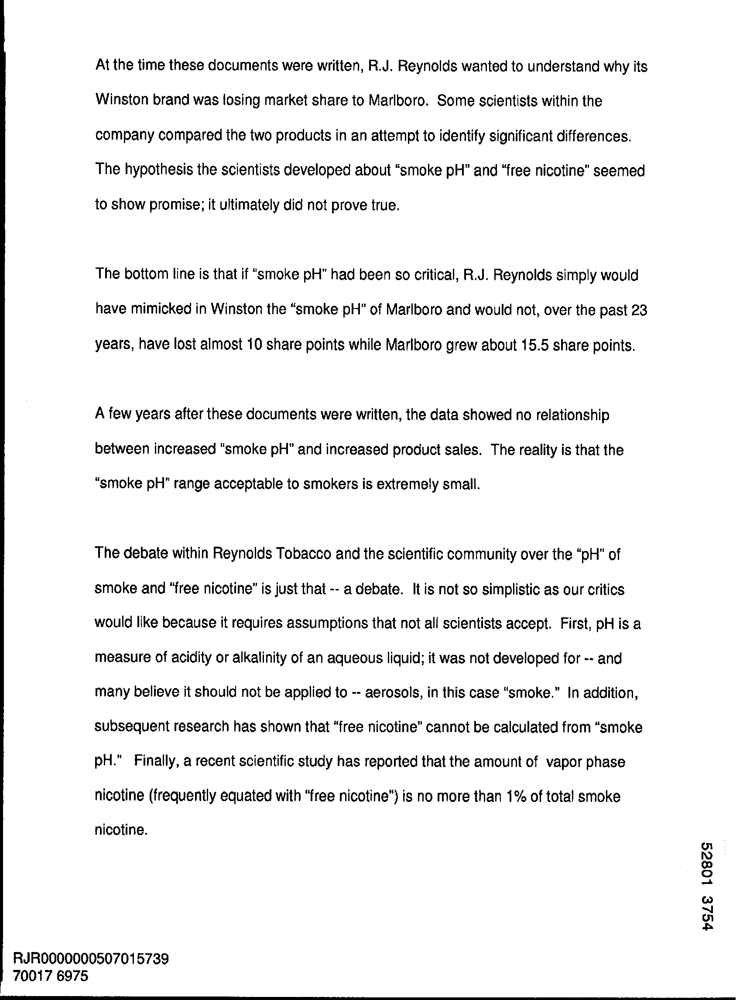 At the time these documents were written, R.J. Reynolds wanted to understand why its
Winston brand was losing market share to Marlboro.  Some scientists within the
company compared the two products in an attempt to identify significant differences.
The hypothesis the scientists developed about "smoke pH" and "free nicotine" seemed
to show promise; it ultimately did not prove true.
The bottom line is that if "smoke pH" had been so critical, R.J. Reynolds simply would
have mimicked in Winston the "smoke pH" of Marlboro and would not, over the past 23
years, have lost almost 10 share points while Marlboro grew about 15.5 share points.
A few years after these documents were written, the data showed no relationship
between increased "smoke pH" and increased product sales.  The reality is that the
"smoke pH" range acceptable to smokers is extremely small.
The debate within Reynolds Tobacco and the scientific community over the "pH" of
smoke and "free nicotine" is just that -- a debate.  It is not so simplistic as our critics
would like because it requires assumptions that not all scientists accept.  First, pH is a
measure of acidity or alkalinity of an aqueous liquid; it was not developed for -- and
many believe it should not be applied to -- aerosols, in this case "smoke."  In addition,
subsequent research has shown that "free nicotine" cannot be calculated from "smoke
pH."   Finally, a recent scientific study has reported that the amount of  vapor phase
nicotine (frequently equated with "free nicotine") is no more than 1% of total smoke
nicotine.
52801 3754
RJR0000000507015739
70017 6975